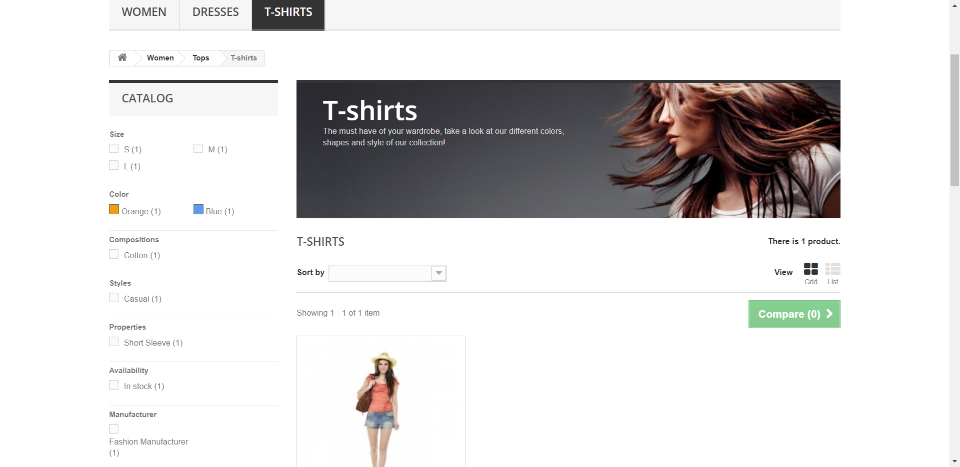 WOMEN DRESSES T-SHIRTS
Women Tops T-shirts
CATALOG
Size
S (1) M (1)
L (1)
Color
Orange (1) Blue (1)
Compositions
Cotton (1)
Styles
Casual (1)
Properties
Short Sleeve (1)
Availability
In stock (1)
Manufacturer
Fashion Manufacturer
(1)
T-shirts
The must have of your wardrobe, take a look at our different colors,
shapes and style of our collection!
T-SHIRTS There is 1 product.
Sort by View Grid List
Showing 1 - 1 of 1 item Compare (0)